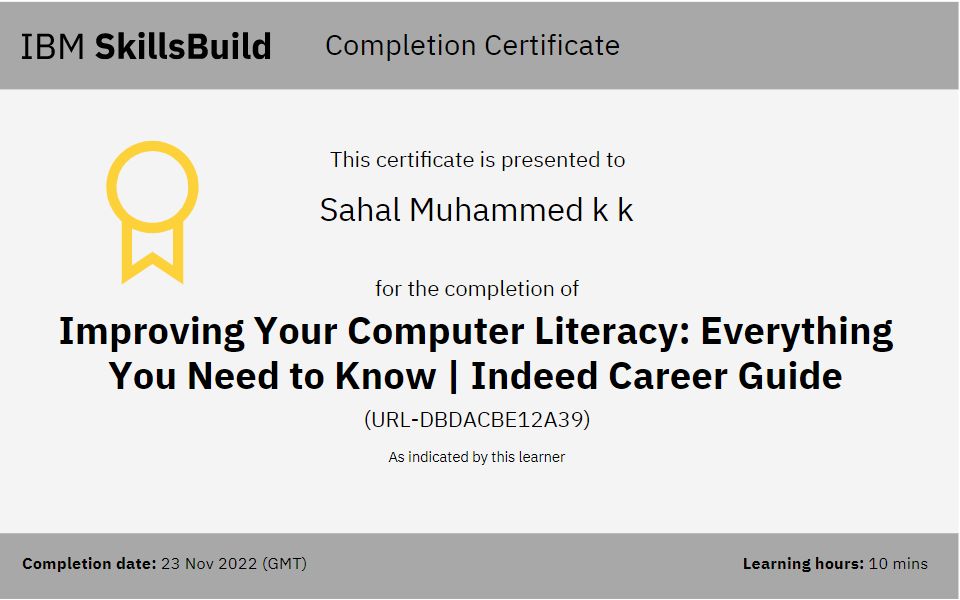 IBM SkillsBuild Completion Certificate
This certificate is presented to
Sahal Muhammed k k
for the completion of
Improving Your Computer Literacy: Everything
You Need to Know | Indeed Career Guide
(URL-DBDACBE12A39)
As indicated by this learner
Completion date: 23 Nov 2022 (GMT) Learning hours: 10 mins